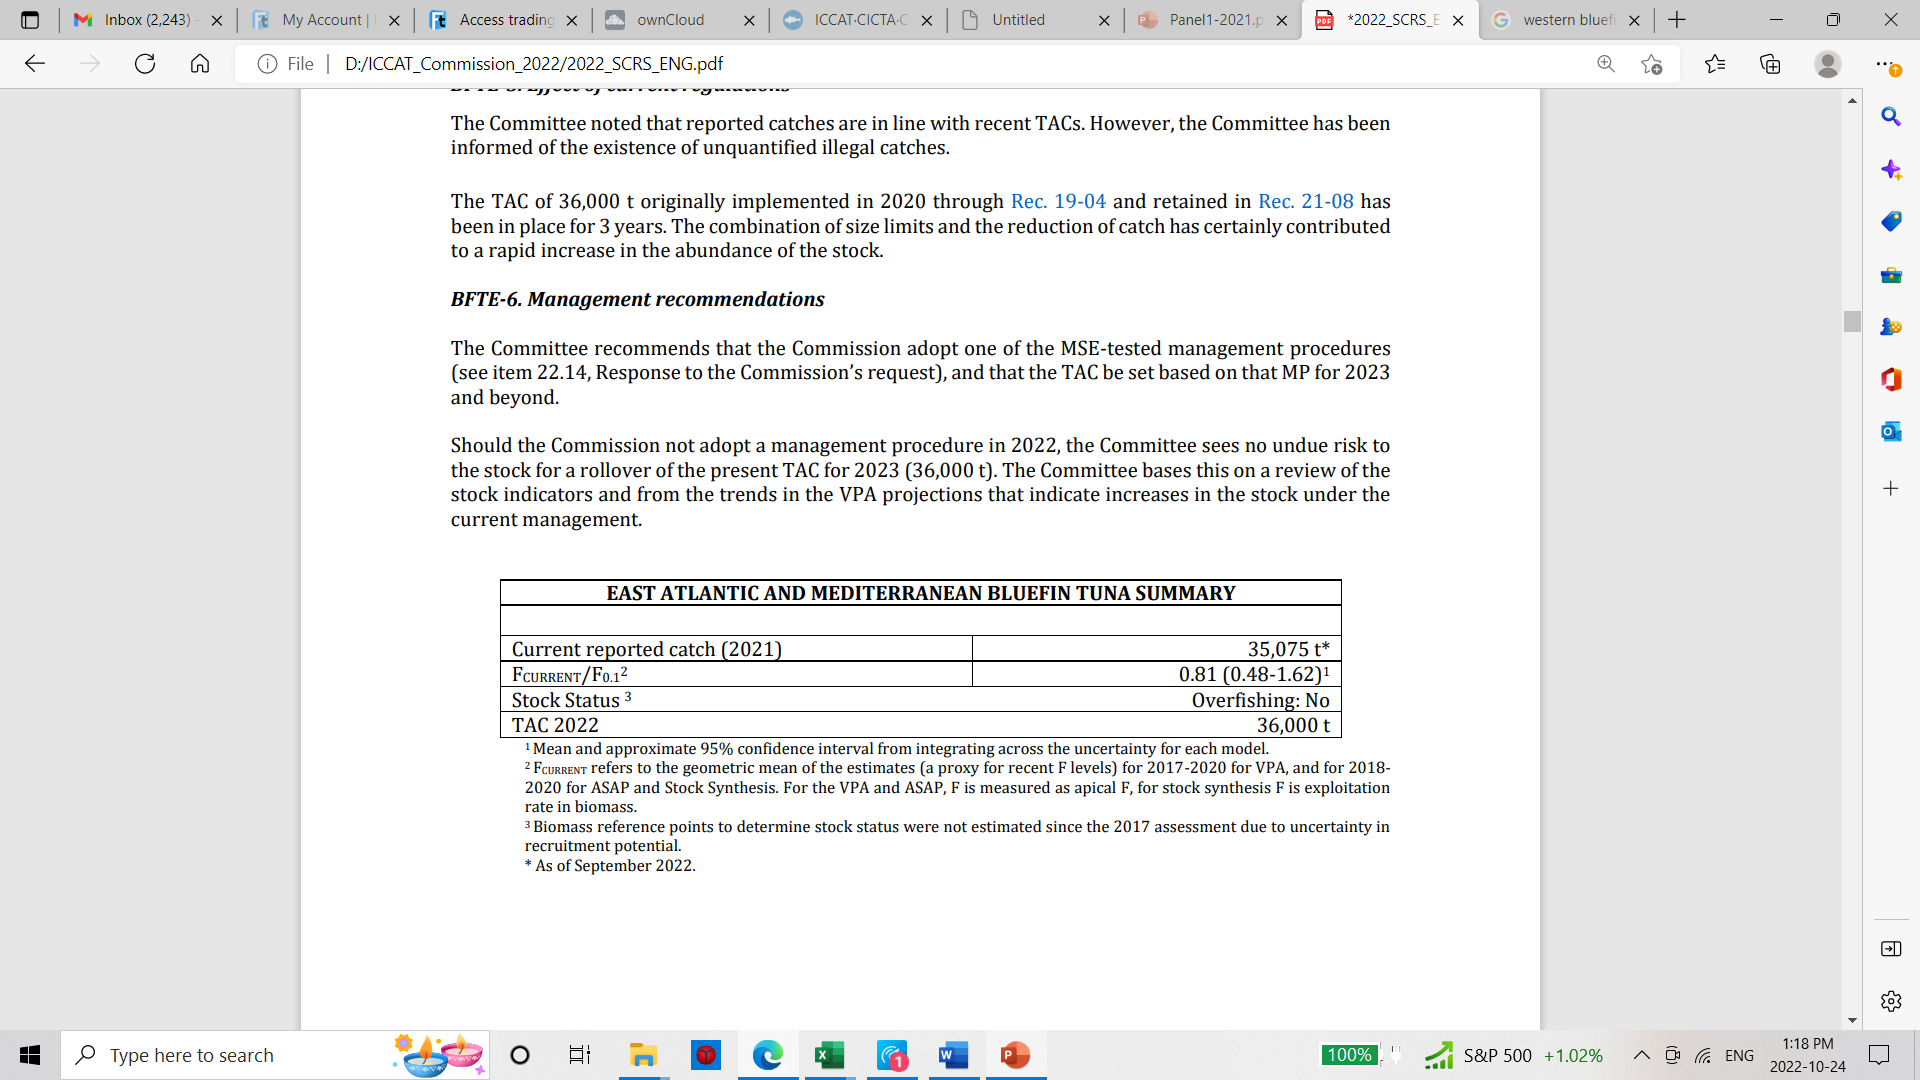 Inbox (2,243) -
My Account |
Access trading
ownCloud
ICCAT·CICTA·C
Untitled
Panel1-2021.p
*2022_SCRS_E
western bluefi
File
D:/ICCAT_Commission_2022/2022_SCRS_ENG.pdf
The Committee noted that reported catches are in line with recent TACs. However, the Committee has been
informed of the existence of unquantified illegal catches.
The TAC of 36,000 t originally implemented in 2020 through Rec. 19-04 and retained in Rec. 21-08 has
been in place for 3 years. The combination of size limits and the reduction of catch has certainly contributed
to a rapid increase in the abundance of the stock.
BFTE-6. Management recommendations
The Committee recommends that the Commission adopt one of the MSE-tested management procedures
(see item 22.14, Response to the Commission’s request), and that the TAC be set based on that MP for 2023
and beyond.
Should the Commission not adopt a management procedure in 2022, the Committee sees no undue risk to
the stock for a rollover of the present TAC for 2023 (36,000 t). The Committee bases this on a review of the
stock indicators and from the trends in the VPA projections that indicate increases in the stock under the
current management.
EAST ATLANTIC AND MEDITERRANEAN BLUEFIN TUNA SUMMARY
Current reported catch (2021) 35,075 t*
FCURRENT/F0.1² 0.81 (0.48-1.62)¹
Stock Status ³ Overfishing: No
TAC 2022 36,000 t
¹ Mean and approximate 95% confidence interval from integrating across the uncertainty for each model.
² FCURRENT refers to the geometric mean of the estimates (a proxy for recent F levels) for 2017-2020 for VPA, and for 2018-
2020 for ASAP and Stock Synthesis. For the VPA and ASAP, F is measured as apical F, for stock synthesis F is exploitation
rate in biomass.
³ Biomass reference points to determine stock status were not estimated since the 2017 assessment due to uncertainty in
recruitment potential.
* As of September 2022.
Type here to search
100%
S&P 500 +1.02%
ENG
1:18 PM
2022-10-24